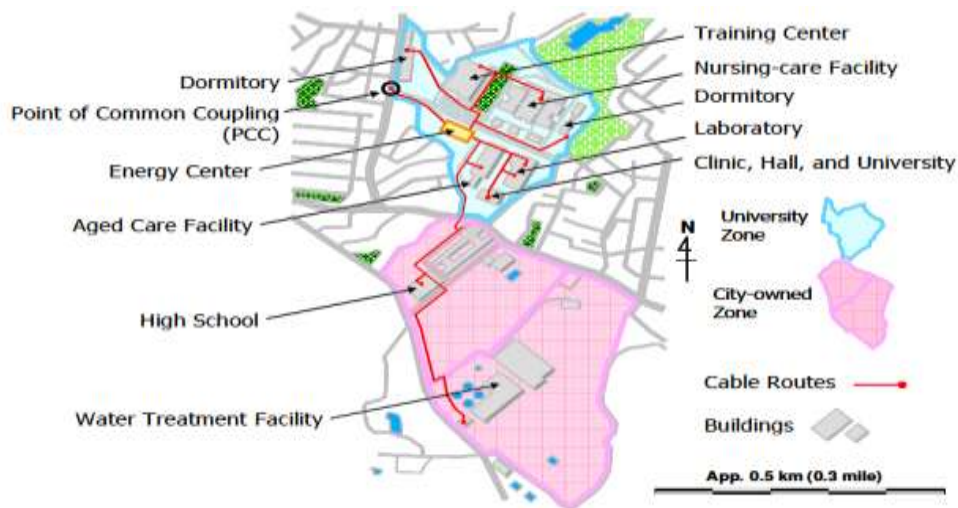 Dormitory
Point of Common Coupling
(PCC)
Energy Center
Aged Care Facility
High School
Water Treatment Facility
Training Center
Nursing-care Facility
Dormitory
Laboratory
Clinic, Hall, and University
N
University
Zone
City-owned
Zone
Cable Routes
Buildings
App. 0.5 km (0.3 mile)